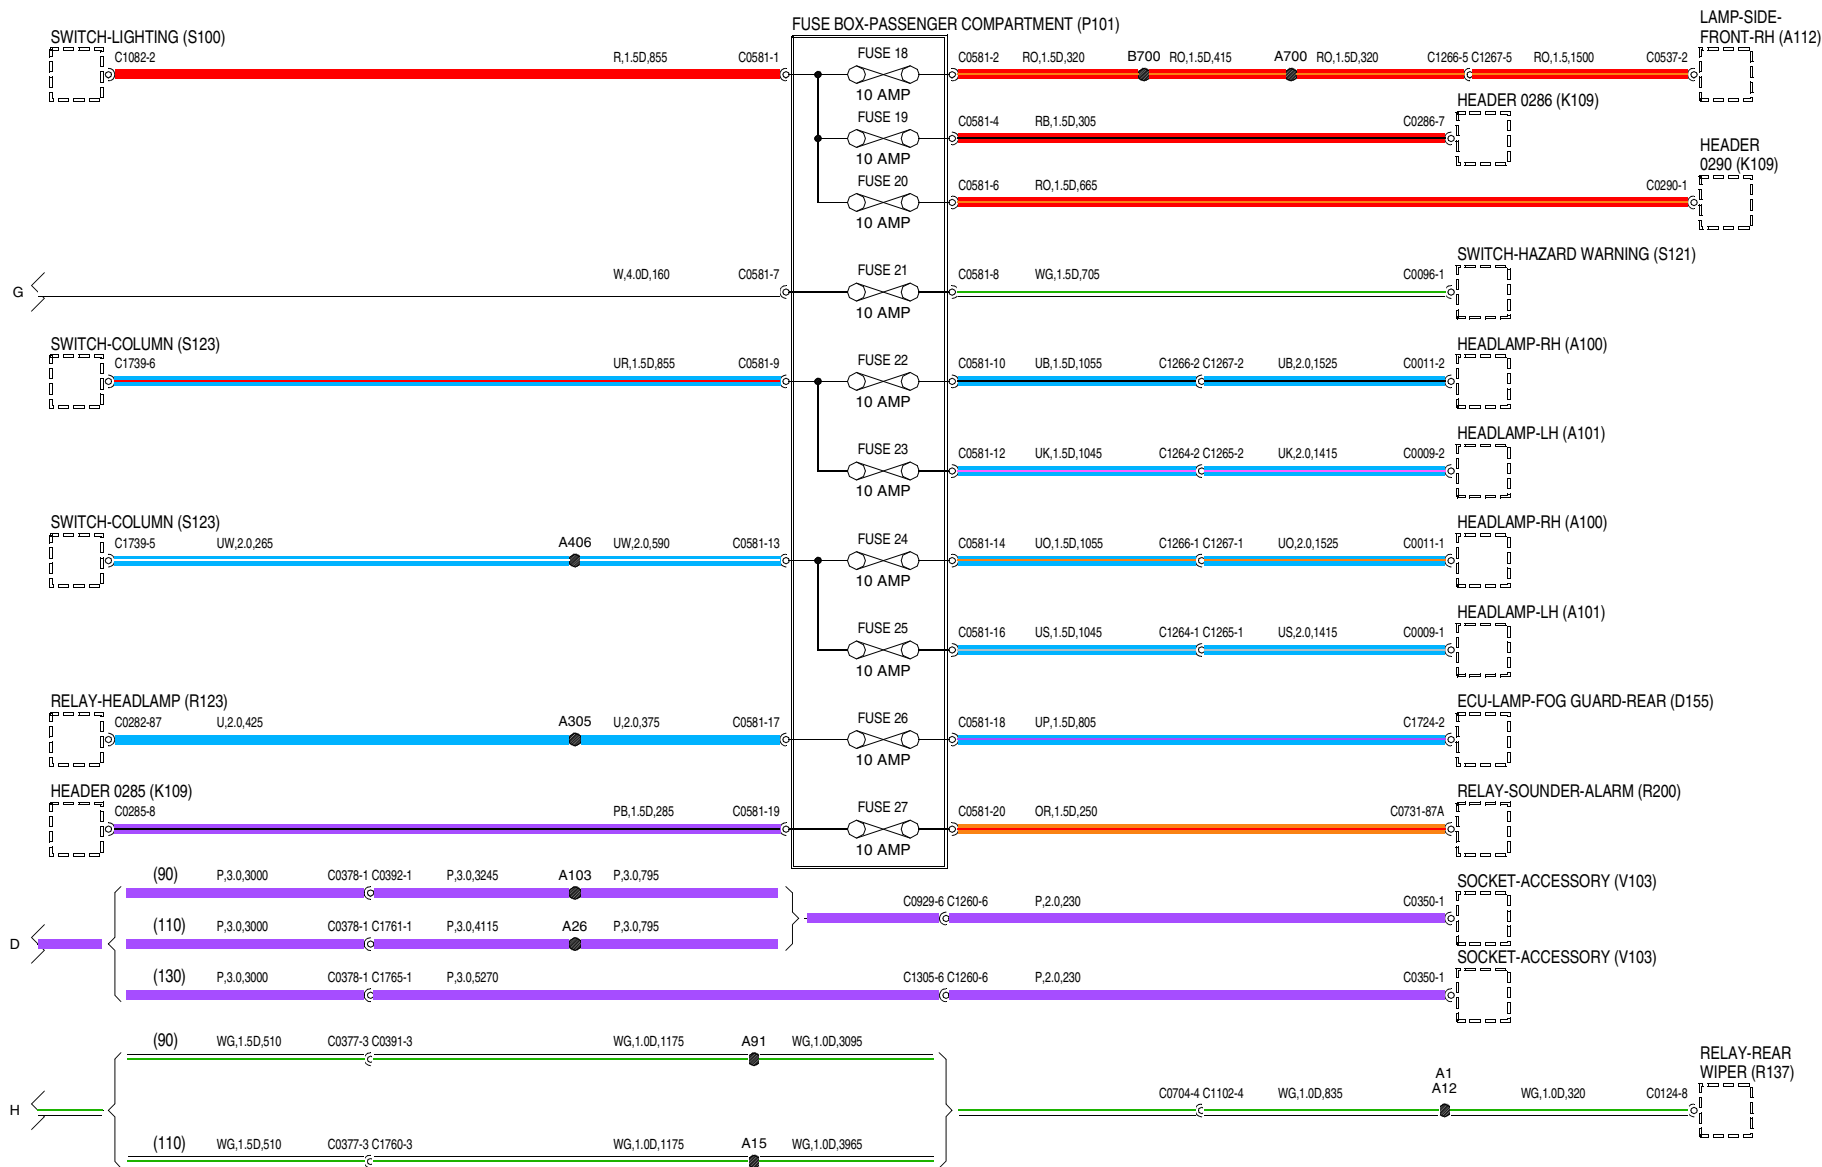 FUSE BOX-PASSENGER COMPARTMENT (P101)
LAMP-SIDE-
FRONT-RH (A112)
SWITCH-LIGHTING (S100)
C1082-2 R,1.5D,855 C0581-1
FUSE 18
10 AMP
C0581-2 RO,1.5D,320 B700 RO,1.5D,415 A700 RO,1.5D,320 C1266-5 C1267-5 RO,1.5,1500 C0537-2
HEADER 0286 (K109)
FUSE 19
10 AMP
C0581-4 RB,1.5D,305 C0286-7
HEADER
0290 (K109)
FUSE 20
10 AMP
C0581-6 RO,1.5D,665 C0290-1
SWITCH-HAZARD WARNING (S121)
G W,4.0D,160 C0581-7
FUSE 21
10 AMP
C0581-8 WG,1.5D,705 C0096-1
SWITCH-COLUMN (S123)
C1739-6 UR,1.5D,855 C0581-9
FUSE 22
10 AMP
HEADLAMP-RH (A100)
C0581-10 UB,1.5D,1055 C1266-2 C1267-2 UB,2.0,1525 C0011-2
FUSE 23
10 AMP
HEADLAMP-LH (A101)
C0581-12 UK,1.5D,1045 C1264-2 C1265-2 UK,2.0,1415 C0009-2
SWITCH-COLUMN (S123)
C1739-5 UW,2.0,265 A406 UW,2.0,590 C0581-13
FUSE 24
10 AMP
HEADLAMP-RH (A100)
C0581-14 UO,1.5D,1055 C1266-1 C1267-1 UO,2.0,1525 C0011-1
FUSE 25
10 AMP
HEADLAMP-LH (A101)
C0581-16 US,1.5D,1045 C1264-1 C1265-1 US,2.0,1415 C0009-1
RELAY-HEADLAMP (R123)
C0282-87 U,2.0,425 A305 U,2.0,375 C0581-17
FUSE 26
10 AMP
ECU-LAMP-FOG GUARD-REAR (D155)
C0581-18 UP,1.5D,805 C1724-2
HEADER 0285 (K109)
C0285-8 PB,1.5D,285 C0581-19
FUSE 27
10 AMP
RELAY-SOUNDER-ALARM (R200)
C0581-20 OR,1.5D,250 C0731-87A
(90) P,3.0,3000 C0378-1 C0392-1 P,3.0,3245 A103 P,3.0,795
SOCKET-ACCESSORY (V103)
C0929-6 C1260-6 P,2.0,230 C0350-1
D
(110) P,3.0,3000 C0378-1 C1761-1 P,3.0,4115 A26 P,3.0,795
SOCKET-ACCESSORY (V103)
(130) P,3.0,3000 C0378-1 C1765-1 P,3.0,5270 C1305-6 C1260-6 P,2.0,230 C0350-1
(90) WG,1.5D,510 C0377-3 C0391-3 WG,1.0D,1175 A91 WG,1.0D,3095
RELAY-REAR
WIPER (R137)
A1
A12
H C0704-4 C1102-4 WG,1.0D,835 WG,1.0D,320 C0124-8
(110) WG,1.5D,510 C0377-3 C1760-3 WG,1.0D,1175 A15 WG,1.0D,3965